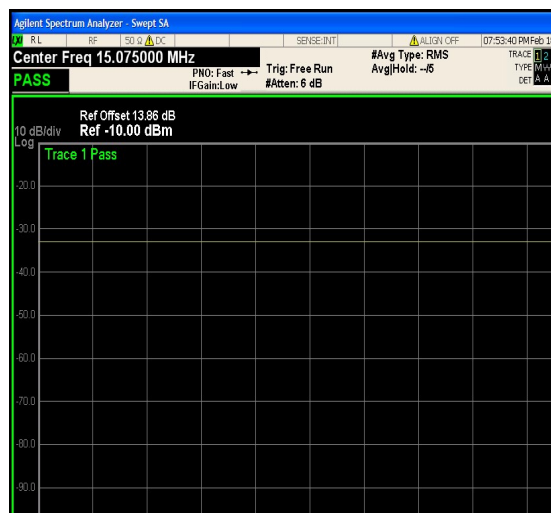 Agilent Spectrum Analyzer - Swept SA
RL RF 50 Ω DC SENSE:INT ALIGN OFF 07:53:40 PM Feb 1
Center Freq 15.075000 MHz
PASS
PNO: Fast
IFGain:Low
Trig: Free Run
#Atten: 6 dB
#Avg Type: RMS
Avg|Hold: --/5
TRACE 1 2
TYPE M W
DET A A
Ref Offset 13.86 dB
10 dB/div Ref -10.00 dBm
Log
Trace 1 Pass
-20.0
-30.0
-40.0
-50.0
-60.0
-70.0
-80.0
-90.0